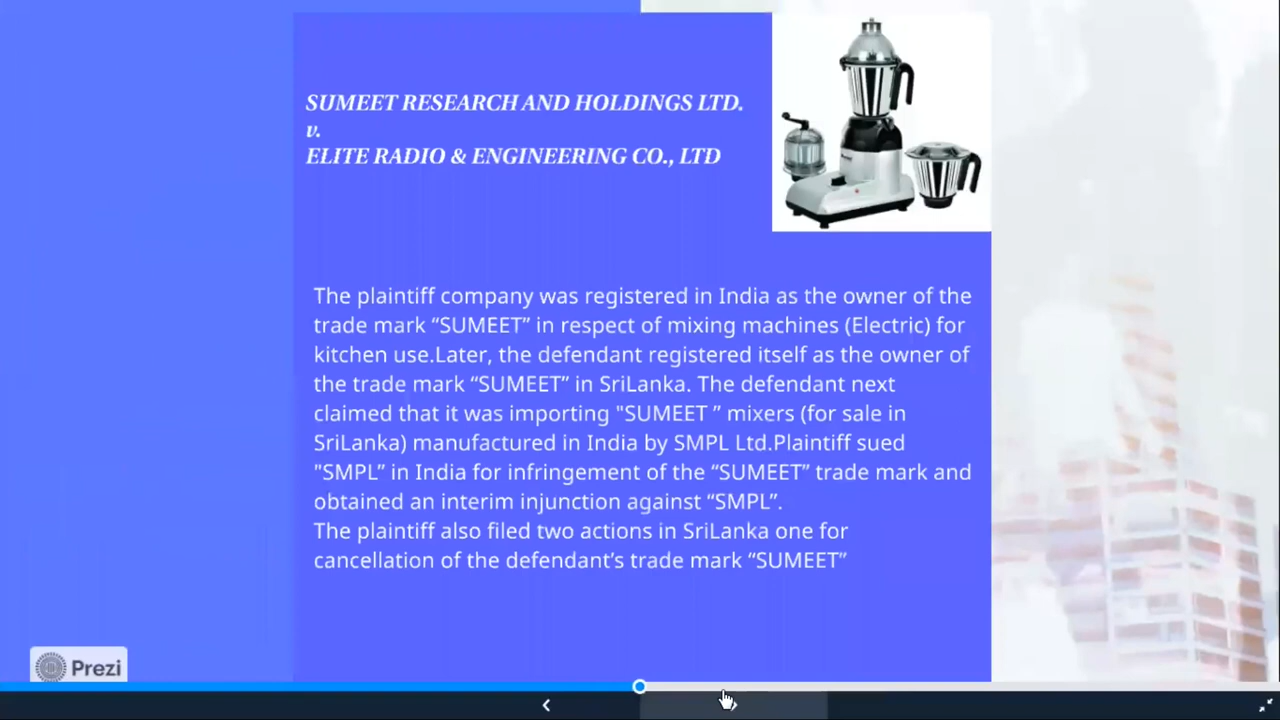 SUMEET RESEARCH AND HOLDINGS LTD.
v.
ELITE RADIO & ENGINEERING CO., LTD
The plaintiff company was registered in India as the owner of the
trade mark “SUMEET” in respect of mixing machines (Electric) for
kitchen use.Later, the defendant registered itself as the owner of
the trade mark “SUMEET” in SriLanka. The defendant next
claimed that it was importing "SUMEET ” mixers (for sale in
SriLanka) manufactured in India by SMPL Ltd.Plaintiff sued
"SMPL” in India for infringement of the “SUMEET” trade mark and
obtained an interim injunction against “SMPL”.
The plaintiff also filed two actions in SriLanka one for
cancellation of the defendant’s trade mark “SUMEET”
Prezi